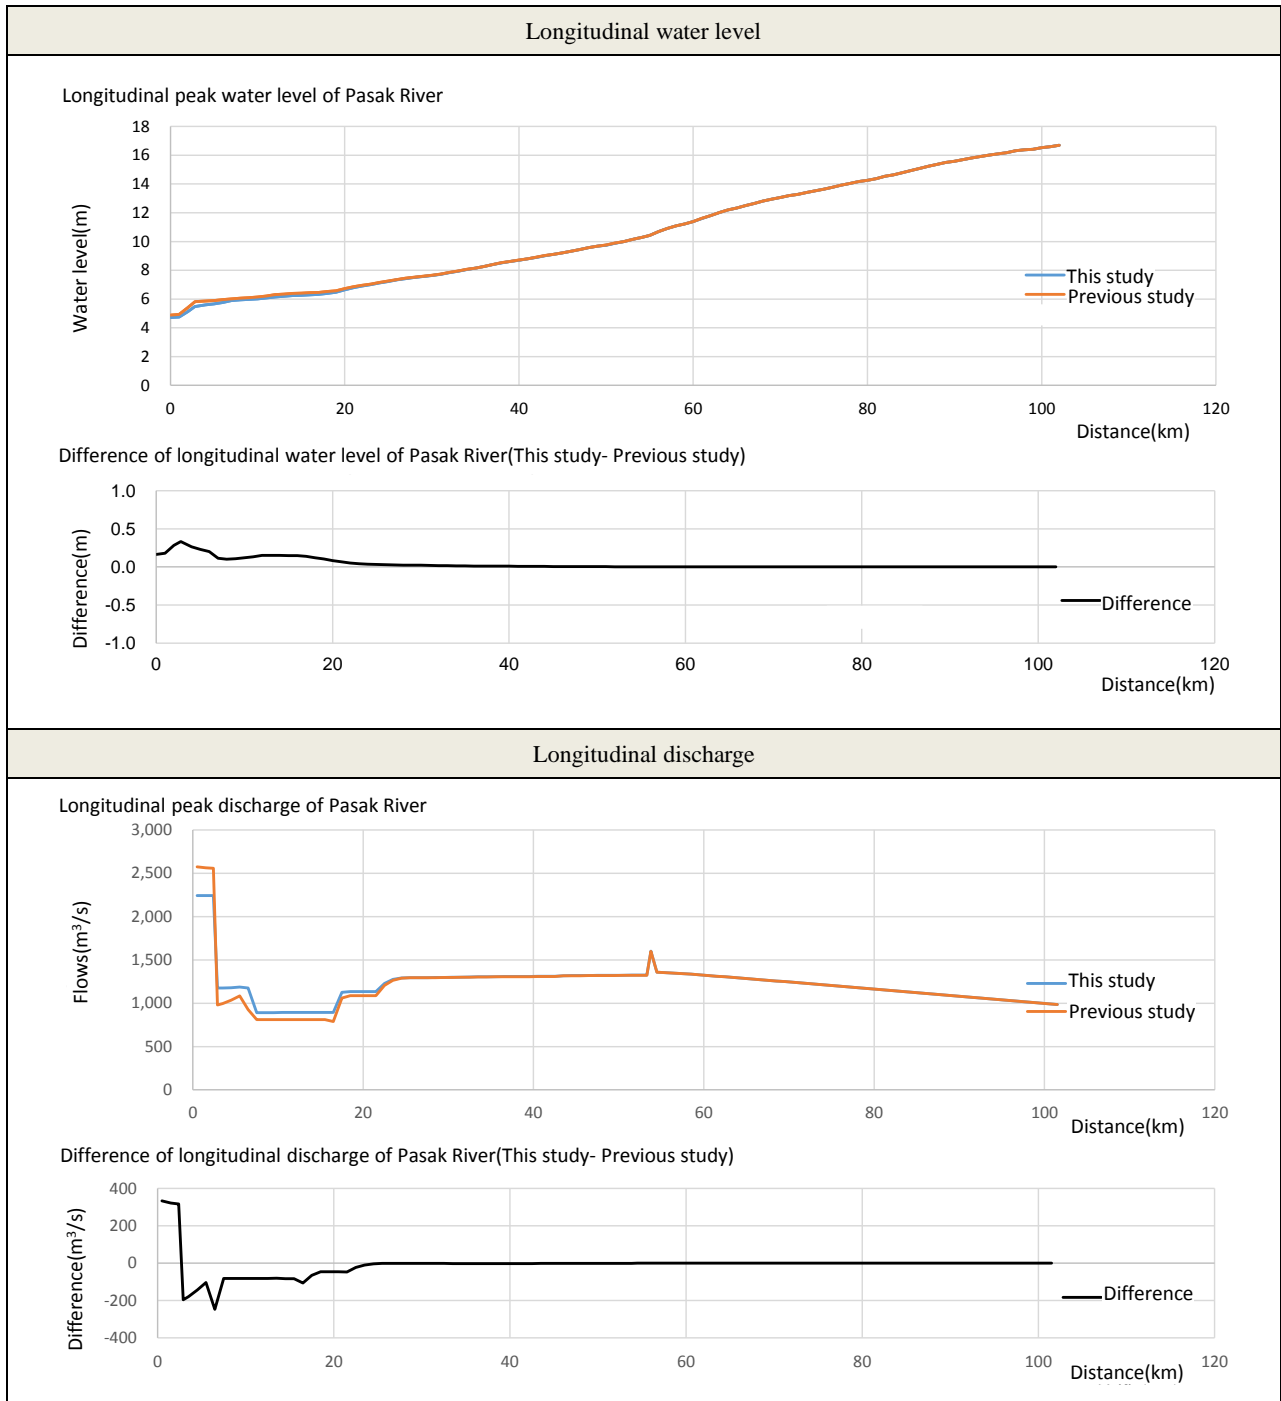 Longitudinal water level
Longitudinal peak water level of Pasak River
18
16
14
12
10
8
6
4
2
0
Water level(m)
This study
Previous study
0 20 40 60 80 100 120
Distance(km)
Difference of longitudinal water level of Pasak River(This study- Previous study)
1.0
0.5
0.0
-0.5
-1.0
Difference(m)
Difference
0 20 40 60 80 100 120
Distance(km)
Longitudinal discharge
Longitudinal peak discharge of Pasak River
3,000
2,500
2,000
1,500
1,000
500
0
Flows(m³/s)
This study
Previous study
0 20 40 60 80 100 120
Distance(km)
Difference of longitudinal discharge of Pasak River(This study- Previous study)
400
200
0
-200
-400
Difference(m³/s)
Difference
0 20 40 60 80 100 120
Distance(km)